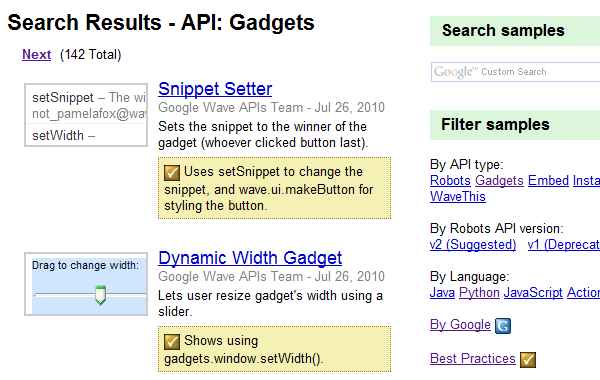 Search Results - API: Gadgets
Next (142 Total)
setSnippet – The wi
not_pamelafox@wav
setWidth –
Snippet Setter
Google Wave APIs Team - Jul 26, 2010
Sets the snippet to the winner of the
gadget (whoever clicked button last).
Uses setSnippet to change the
snippet, and wave.ui.makeButton for
styling the button.
Drag to change width:
Dynamic Width Gadget
Google Wave APIs Team - Jul 26, 2010
Lets user resize gadget's width using a
slider.
Shows using
gadgets.window.setWidth().
Search samples
Google™ Custom Search
Filter samples
By API type:
Robots Gadgets Embed Insta
WaveThis
By Robots API version:
v2 (Suggested) v1 (Deprecat
By Language:
Java Python JavaScript Action
By Google
Best Practices